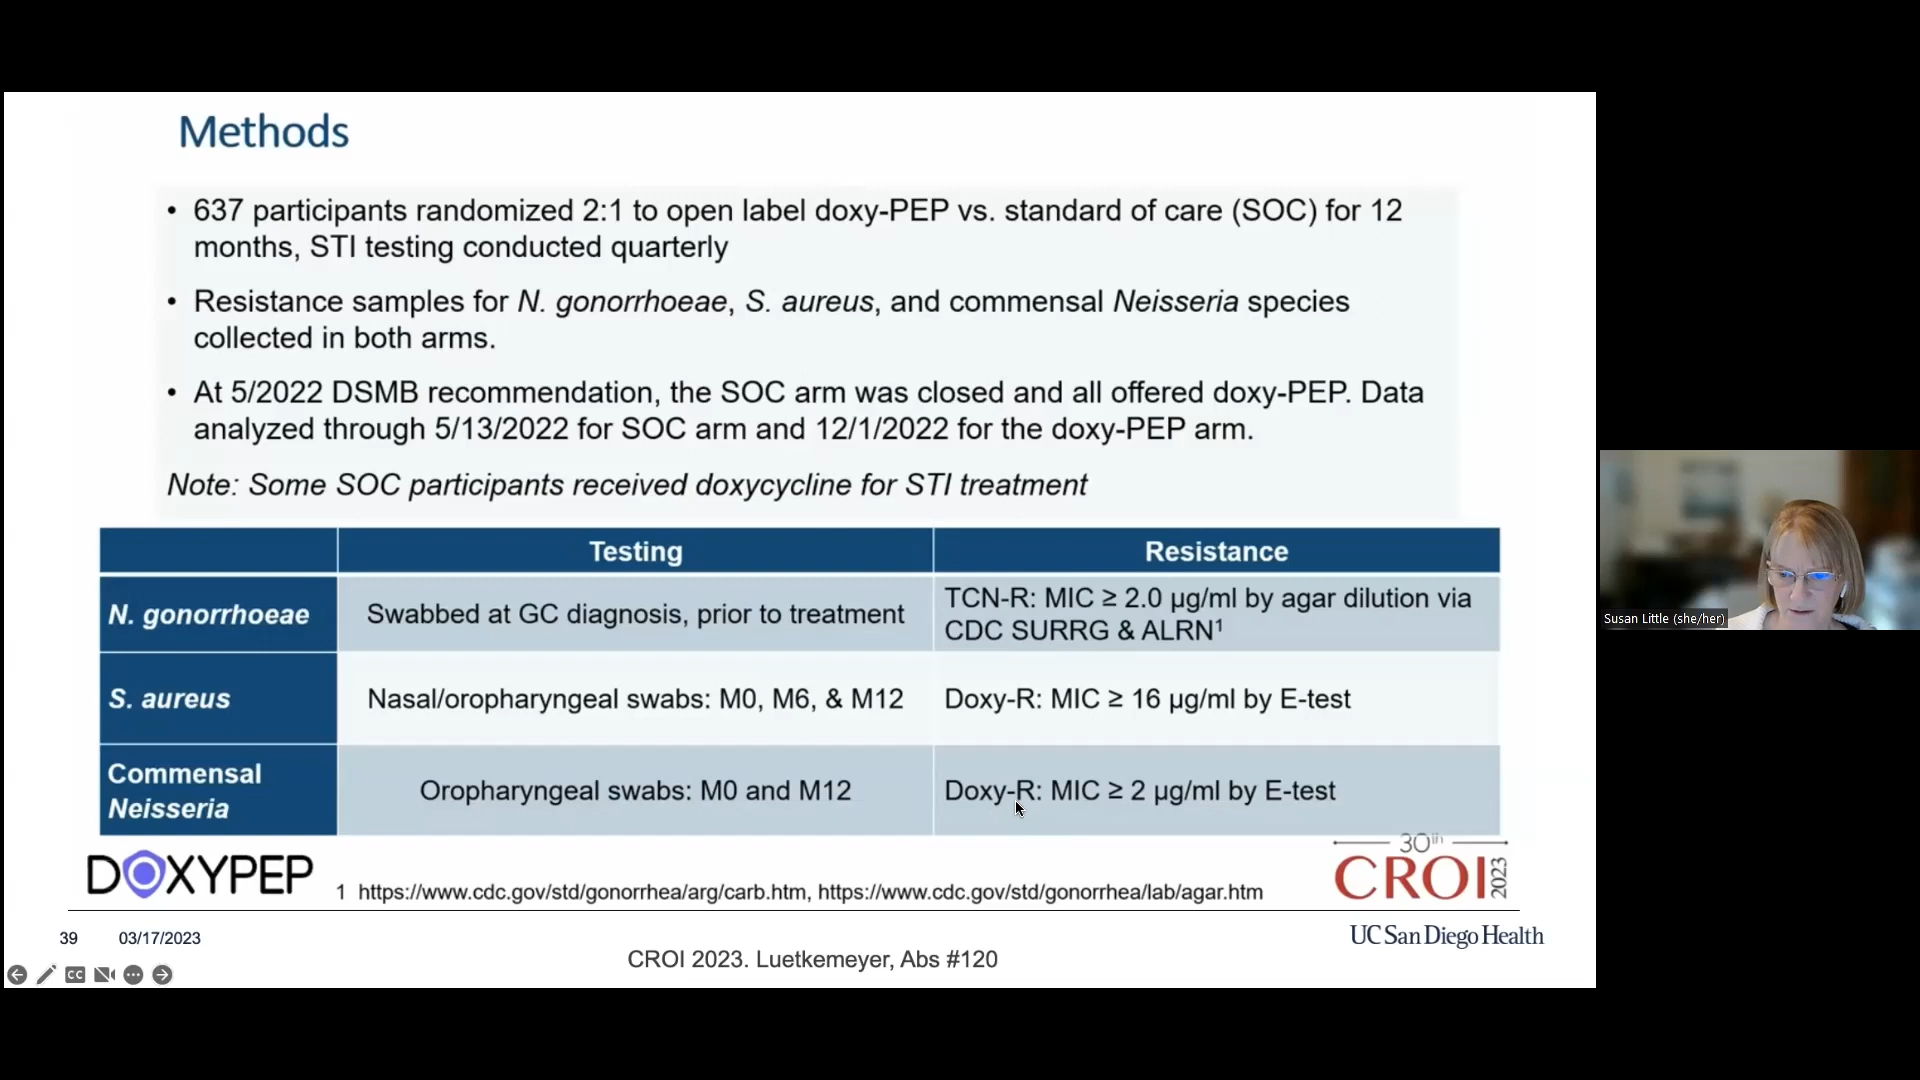 Methods
• 637 participants randomized 2:1 to open label doxy-PEP vs. standard of care (SOC) for 12
months, STI testing conducted quarterly
• Resistance samples for N. gonorrhoeae, S. aureus, and commensal Neisseria species
collected in both arms.
• At 5/2022 DSMB recommendation, the SOC arm was closed and all offered doxy-PEP. Data
analyzed through 5/13/2022 for SOC arm and 12/1/2022 for the doxy-PEP arm.
Note: Some SOC participants received doxycycline for STI treatment
Testing
Resistance
N. gonorrhoeae
Swabbed at GC diagnosis, prior to treatment
TCN-R: MIC ≥ 2.0 µg/ml by agar dilution via
CDC SURRG & ALRN¹
S. aureus
Nasal/oropharyngeal swabs: M0, M6, & M12
Doxy-R: MIC ≥ 16 µg/ml by E-test
Commensal
Neisseria
Oropharyngeal swabs: M0 and M12
Doxy-R: MIC ≥ 2 µg/ml by E-test
DOXYPEP
1 https://www.cdc.gov/std/gonorrhea/arg/carb.htm, https://www.cdc.gov/std/gonorrhea/lab/agar.htm
30th
CROI 2023
39
03/17/2023
CROI 2023. Luetkemeyer, Abs #120
UC San Diego Health
CC
Susan Little (she/her)